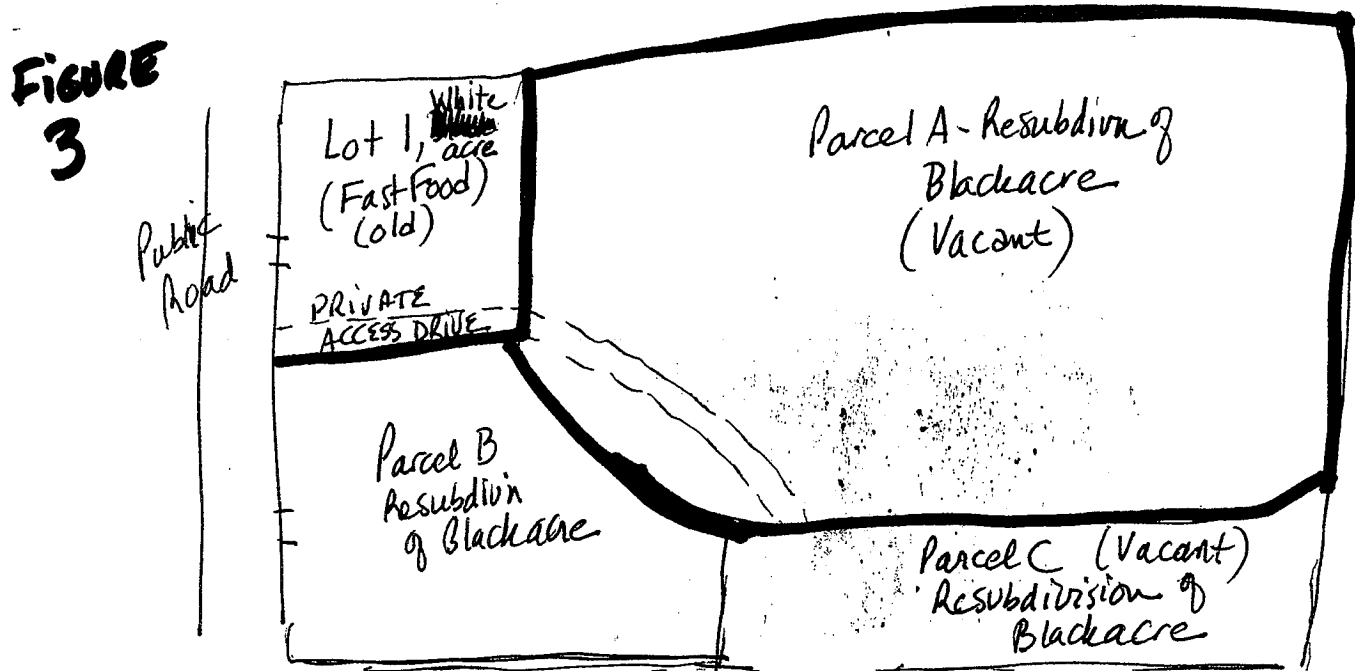 FIGURE
3
Public
Road
Lot 1, White
acre
(Fast Food)
(old)
PRIVATE
ACCESS DRIVE
Parcel A - Resubdivn of
Blackacre
(Vacant)
Parcel B
Resubdiv'n
of Blackacre
Parcel C (Vacant)
Resubdivision of
Blackacre